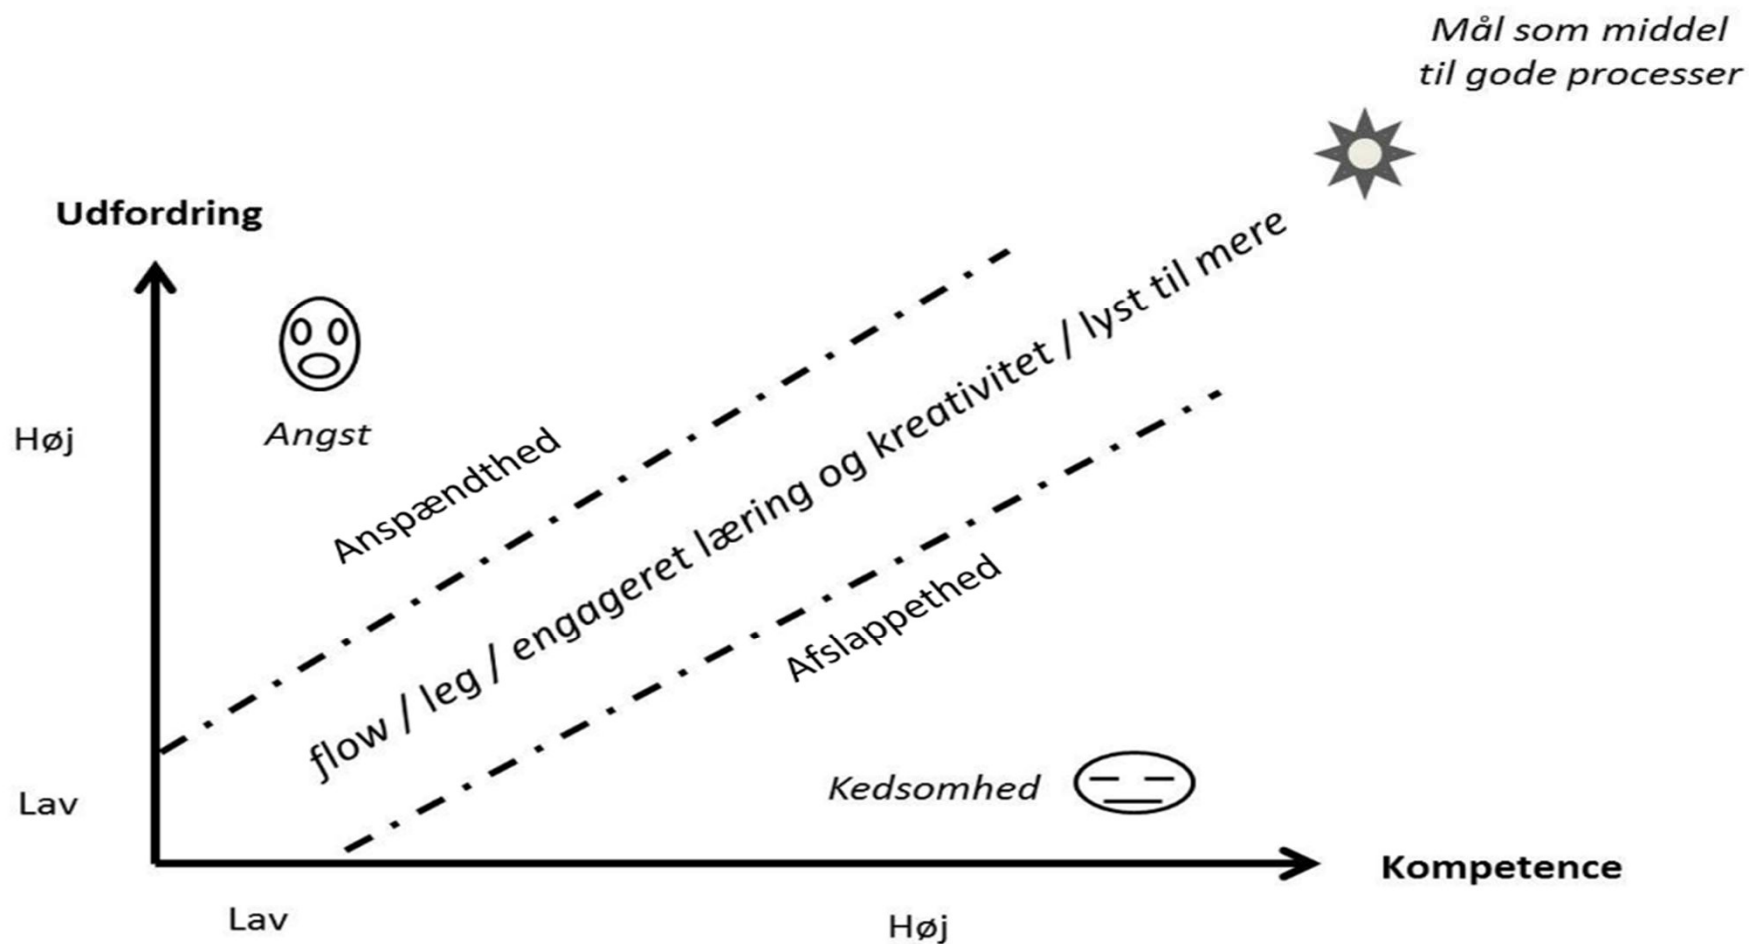 Mål som middel
til gode processer
Udfordring
Høj
Angst
Anspændthed
flow / leg / engageret læring og kreativitet / lyst til mere
Afslappethed
Kedsomhed
Lav
Kompetence
Lav
Høj